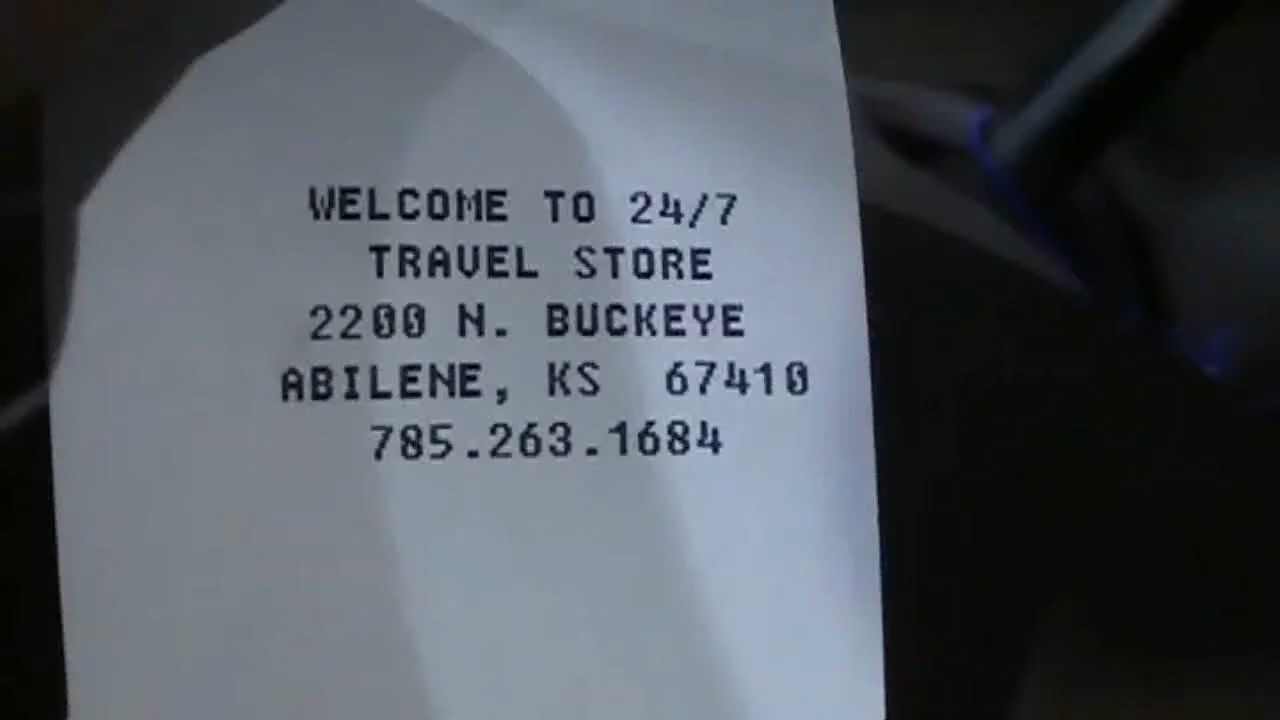 WELCOME TO 24/7
TRAVEL STORE
2200 N. BUCKEYE
ABILENE, KS  67410
785.263.1684